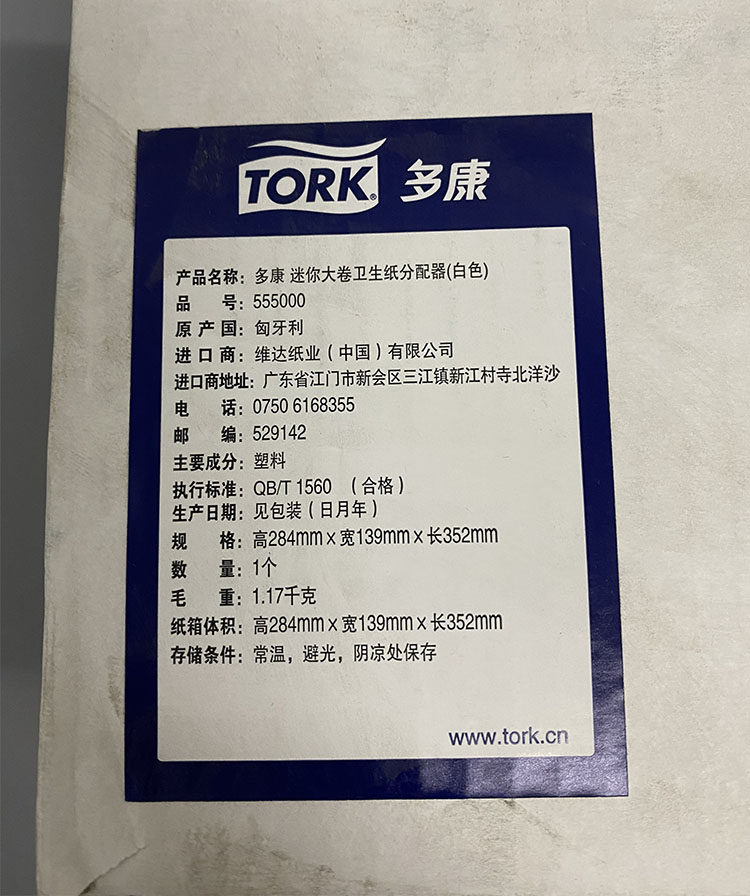 TORK® 多康
产品名称：多康 迷你大卷卫生纸分配器(白色)
品 号：555000
原 产 国：匈牙利
进 口 商：维达纸业（中国）有限公司
进口商地址：广东省江门市新会区三江镇新江村寺北洋沙
电 话：0750 6168355
邮 编：529142
主要成分：塑料
执行标准：QB/T 1560 （合格）
生产日期：见包装（日月年）
规 格：高284mm x 宽139mm x 长352mm
数 量：1个
毛 重：1.17千克
纸箱体积：高284mm x 宽139mm x 长352mm
存储条件：常温，避光，阴凉处保存
www.tork.cn